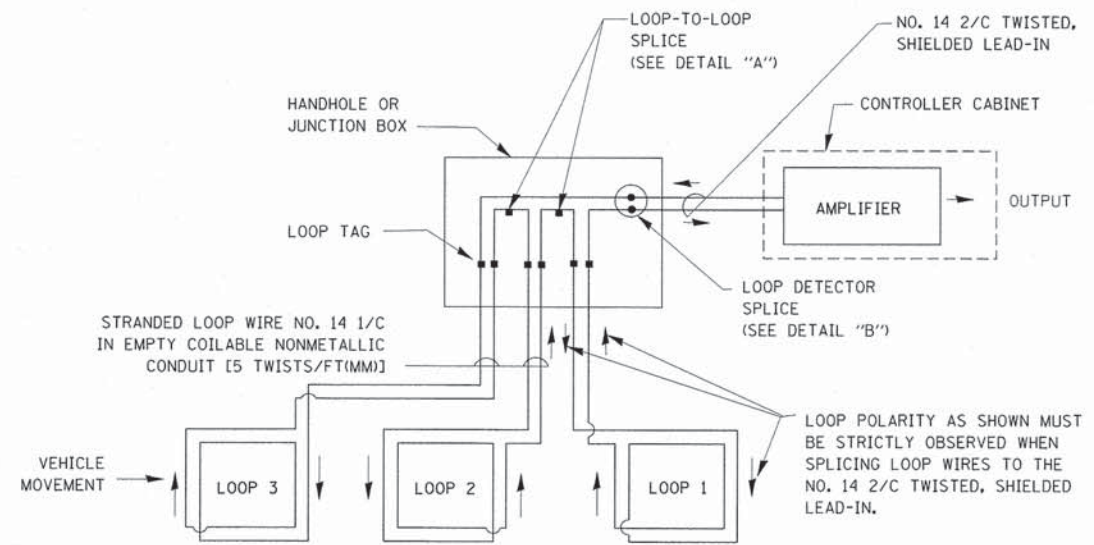 LOOP-TO-LOOP
SPLICE
(SEE DETAIL "A")
NO. 14 2/C TWISTED,
SHIELDED LEAD-IN
HANDHOLE OR
JUNCTION BOX
CONTROLLER CABINET
AMPLIFIER
OUTPUT
LOOP TAG
LOOP DETECTOR
SPLICE
(SEE DETAIL "B")
STRANDED LOOP WIRE NO. 14 1/C
IN EMPTY COILABLE NONMETALLIC
CONDUIT [5 TWISTS/FT(MM)]
LOOP POLARITY AS SHOWN MUST
BE STRICTLY OBSERVED WHEN
SPLICING LOOP WIRES TO THE
NO. 14 2/C TWISTED, SHIELDED
LEAD-IN.
VEHICLE
MOVEMENT
LOOP 3
LOOP 2
LOOP 1